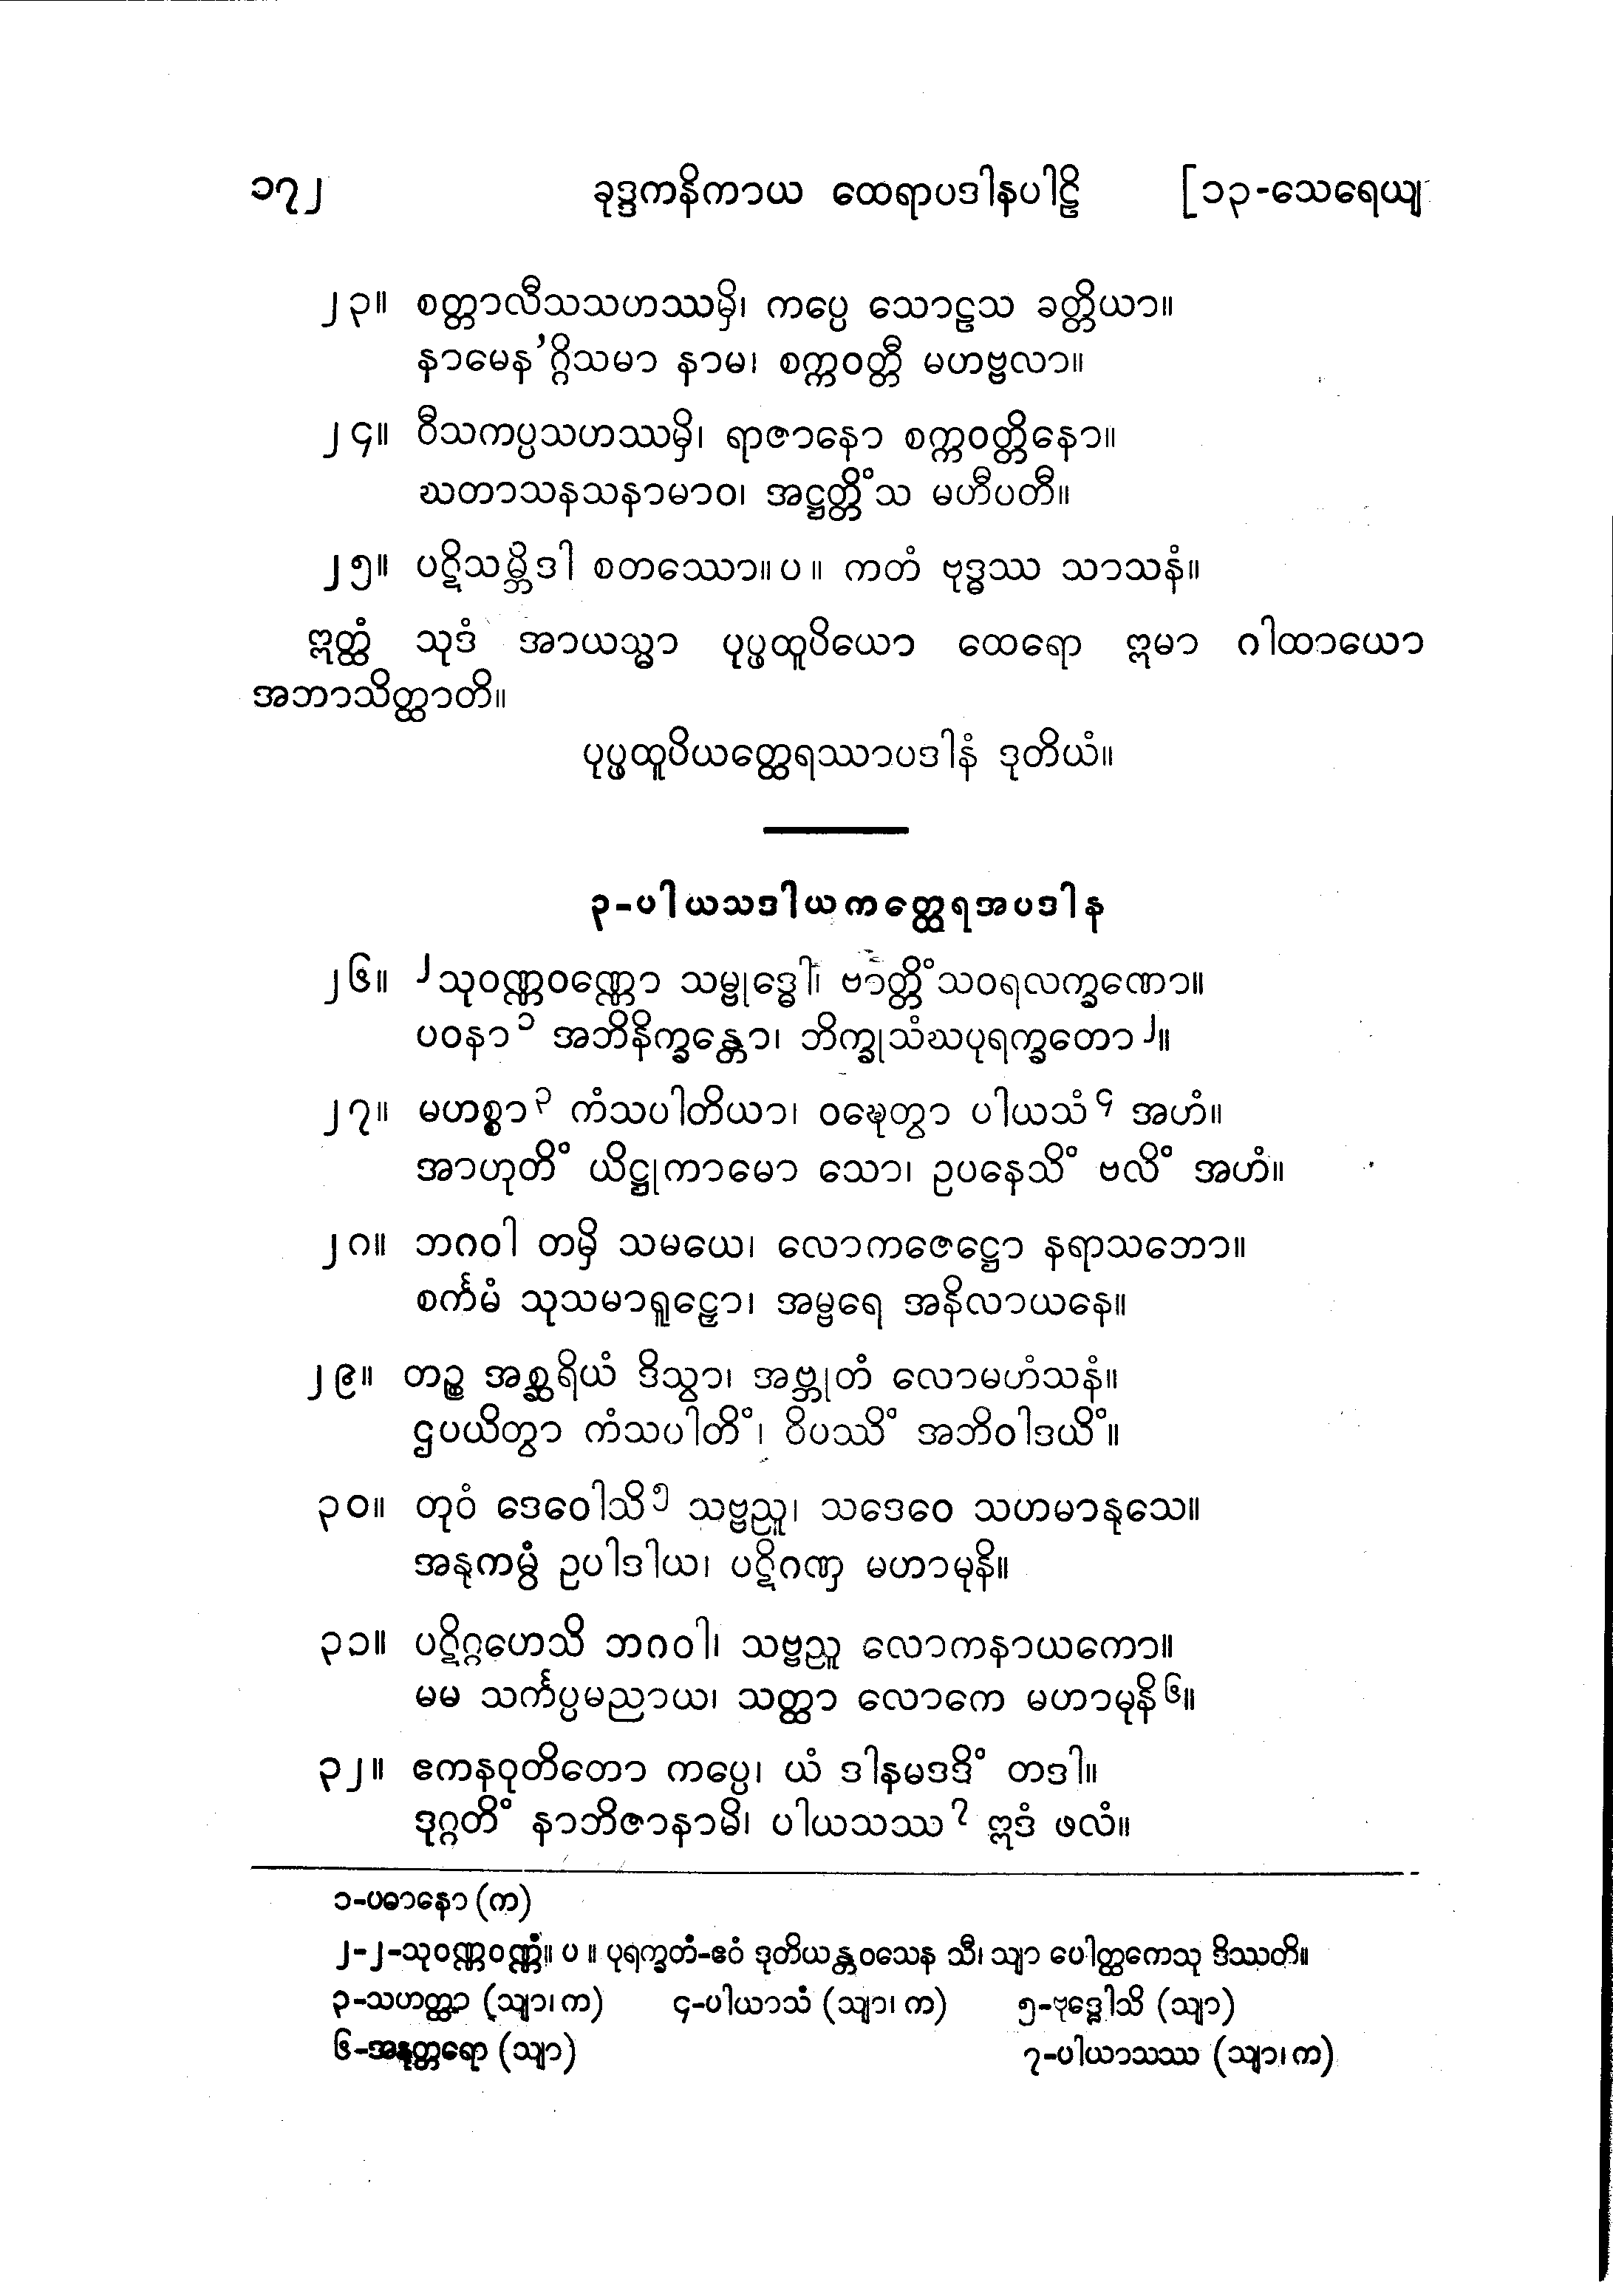 ၁၇၂ ခုဒ္ဒကနိကာယ ထေရာပဒါနပါဠိ [၁၃-သေရေယျ
၂၃။ စတ္တာလီသသဟဿမှိ၊ ကပ္ပေ သောဠသ ခတ္တိယာ။
နာမေန’ဂ္ဂိသမာ နာမ၊ စက္ကဝတ္တီ မဟဗ္ဗလာ။
၂၄။ ဝီသကပ္ပသဟဿမှိ၊ ရာဇာနော စက္ကဝတ္တိနော။
ဃတာသနသနာမာဝ၊ အဋ္ဌတ္တိံသ မဟီပတီ။
၂၅။ ပဋိသမ္ဘိဒါ စတဿော။ ပ ။ ကတံ ဗုဒ္ဓဿ သာသနံ။
ဣတ္ထံ သုဒံ အာယသ္မာ ပုပ္ဖထူပိယော ထေရော ဣမာ ဂါထာယော
အဘာသိတ္ထာတိ။
ပုပ္ဖထူပိယတ္ထေရဿာပဒါနံ ဒုတိယံ။
၃-ပါယသဒါယကတ္ထေရအပဒါန
၂၆။ ၂သုဝဏ္ဏဝဏ္ဏော သမ္ဗုဒ္ဓေါ၊ ဗာတ္တိံသဝရလက္ခဏော။
ပဝနာ၁ အဘိနိက္ခန္တော၊ ဘိက္ခုသံဃပုရက္ခတော၂။
၂၇။ မဟစ္စာ၃ ကံသပါတိယာ၊ ဝဍ္ဎေတွာ ပါယသံ၄ အဟံ။
အာဟုတိံ ယိဋ္ဌုကာမော သော၊ ဥပနေသိံ ဗလိံ အဟံ။
၂၈။ ဘဂဝါ တမှိ သမယေ၊ လောကဇေဋ္ဌော နရာသဘော။
စင်္ကမံ သုသမာရူဠှော၊ အမ္ဗရေ အနိလာယနေ။
၂၉။ တဉ္စ အစ္ဆရိယံ ဒိသွာ၊ အဗ္ဘုတံ လောမဟံသနံ။
ဌပယိတွာ ကံသပါတိံ၊ ဝိပဿိံ အဘိဝါဒယိံ။
၃၀။ တုဝံ ဒေဝေါသိ၅ သဗ္ဗညူ၊ သဒေဝေ သဟမာနုသေ။
အနုကမ္ပံ ဥပါဒါယ၊ ပဋိဂဏှ မဟာမုနိ။
၃၁။ ပဋိဂ္ဂဟေသိ ဘဂဝါ၊ သဗ္ဗညူ လောကနာယကော။
မမ သင်္ကပ္ပမညာယ၊ သတ္ထာ လောကေ မဟာမုနိ၆။
၃၂။ ဧကနဝုတိတော ကပ္ပေ၊ ယံ ဒါနမဒဒိံ တဒါ။
ဒုဂ္ဂတိံ နာဘိဇာနာမိ၊ ပါယသဿ၇ ဣဒံ ဖလံ။
၁-ပဓာနော (က)
၂-၂-သုဝဏ္ဏဝဏ္ဏံ။ ပ ။ ပုရက္ခတံ-ဧဝံ ဒုတိယန္တဝသေန သီ၊ သျာ ပေါတ္ထကေသု ဒိဿတိ။
၃-သဟတ္ထာ (သျာ၊ က) ၄-ပါယာသံ (သျာ၊ က) ၅-ဗုဒ္ဓေါသိ (သျာ)
၆-အနုတ္တရော (သျာ) ၇-ပါယာသဿ (သျာ၊ က)